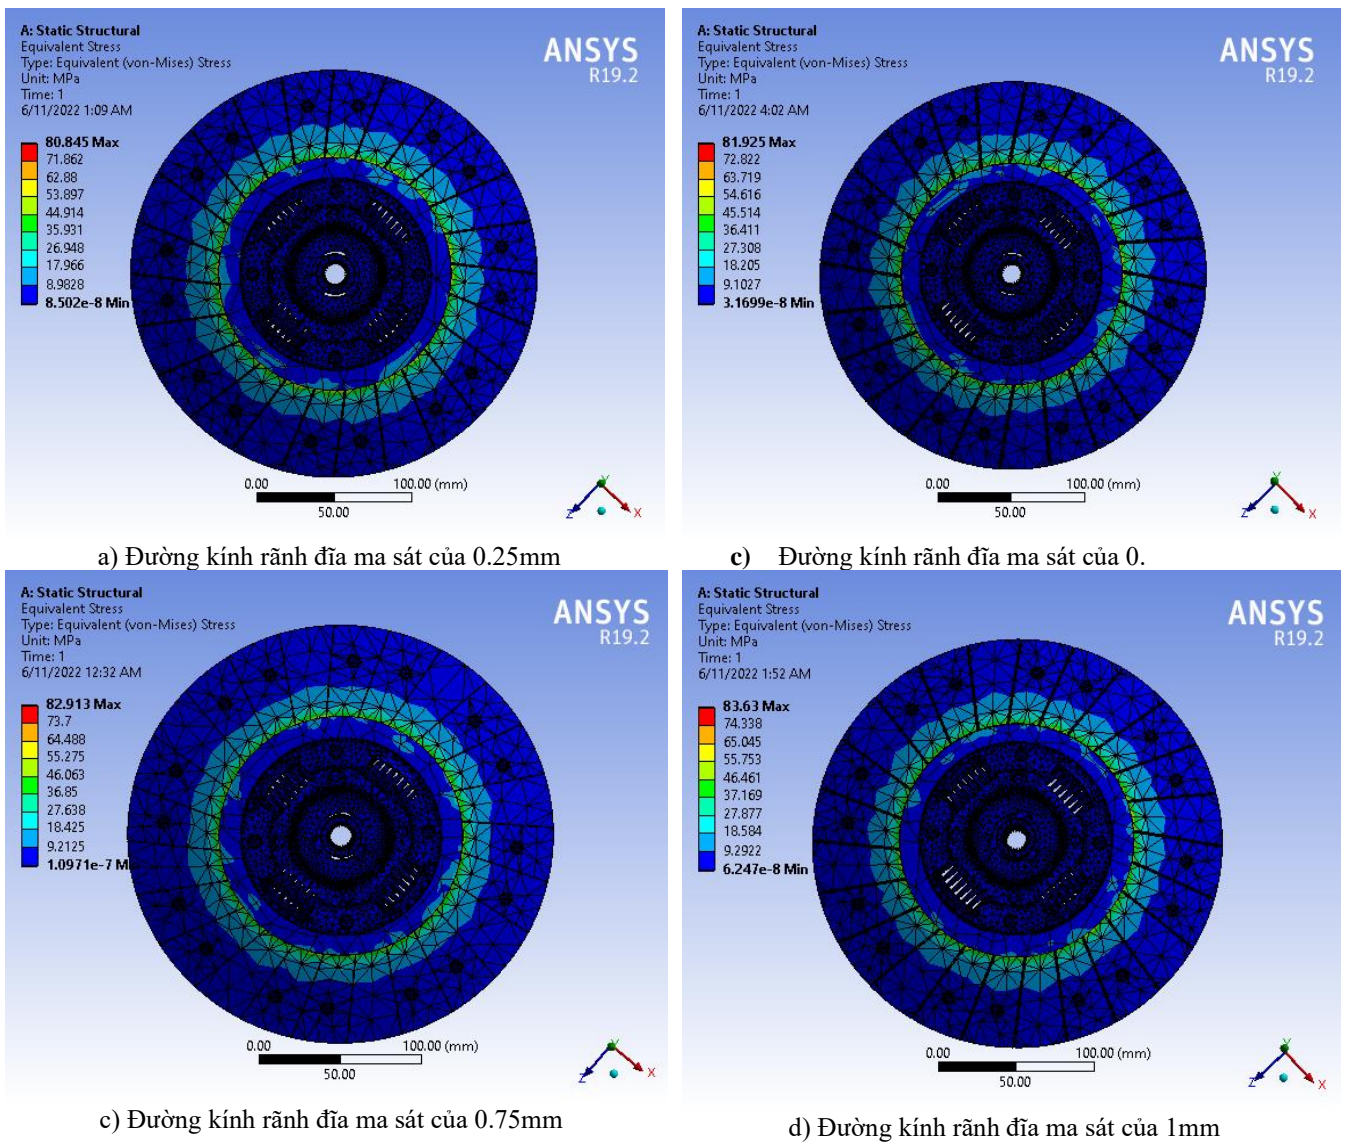 A: Static Structural
Equivalent Stress
Type: Equivalent (von-Mises) Stress
Unit: MPa
Time: 1
6/11/2022 1:09 AM
ANSYS
R19.2
80.845 Max
71.862
62.88
53.897
44.914
35.931
26.948
17.966
8.9828
8.502e-8 Min
0.00
100.00 (mm)
50.00
Y
Z
X
a) Đường kính rãnh đĩa ma sát của 0.25mm
A: Static Structural
Equivalent Stress
Type: Equivalent (von-Mises) Stress
Unit: MPa
Time: 1
6/11/2022 4:02 AM
ANSYS
R19.2
81.925 Max
72.822
63.719
54.616
45.514
36.411
27.308
18.205
9.1027
3.1699e-8 Min
0.00
100.00 (mm)
50.00
Y
Z
X
c) Đường kính rãnh đĩa ma sát của 0.
A: Static Structural
Equivalent Stress
Type: Equivalent (von-Mises) Stress
Unit: MPa
Time: 1
6/11/2022 12:32 AM
ANSYS
R19.2
82.913 Max
73.7
64.488
55.275
46.063
36.85
27.638
18.425
9.2125
1.0971e-7 M
0.00
100.00 (mm)
50.00
Y
Z
X
c) Đường kính rãnh đĩa ma sát của 0.75mm
A: Static Structural
Equivalent Stress
Type: Equivalent (von-Mises) Stress
Unit: MPa
Time: 1
6/11/2022 1:52 AM
ANSYS
R19.2
83.63 Max
74.338
65.045
55.753
46.461
37.169
27.877
18.584
9.2922
6.247e-8 Min
0.00
100.00 (mm)
50.00
Y
Z
X
d) Đường kính rãnh đĩa ma sát của 1mm